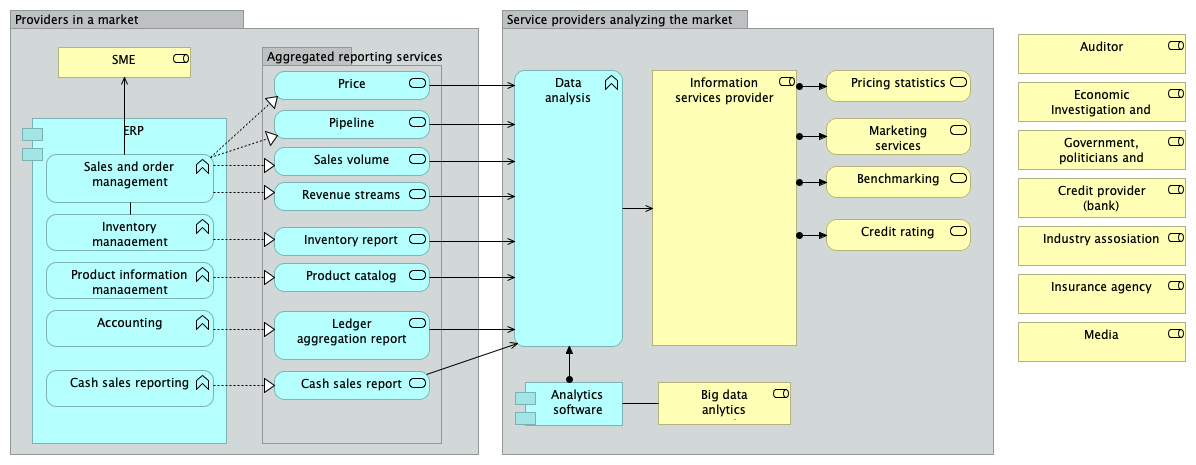 Providers in a market
SME
ERP
Sales and order
management
Inventory
management
Product information
management
Accounting
Cash sales reporting
Aggregated reporting services
Price
Pipeline
Sales volume
Revenue streams
Inventory report
Product catalog
Ledger
aggregation report
Cash sales report
Service providers analyzing the market
Data
analysis
Information
services provider
Pricing statistics
Marketing
services
Benchmarking
Credit rating
Analytics
software
Big data
anlytics
Auditor
Economic
Investigation and
Government,
politicians and
Credit provider
(bank)
Industry assosiation
Insurance agency
Media